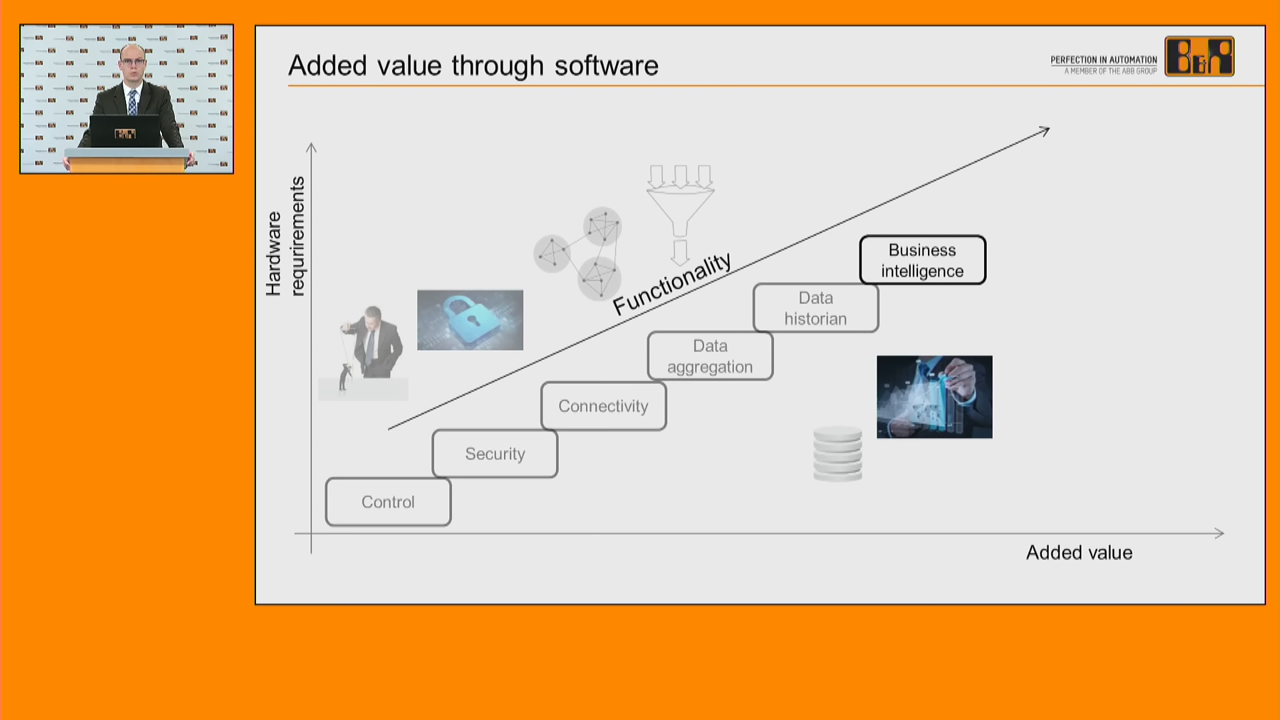 Added value through software
PERFECTION IN AUTOMATION
A MEMBER OF THE ABB GROUP
B&R
Hardware
requrirements
Functionality
Business
intelligence
Data
historian
Data
aggregation
Connectivity
Security
Control
Added value